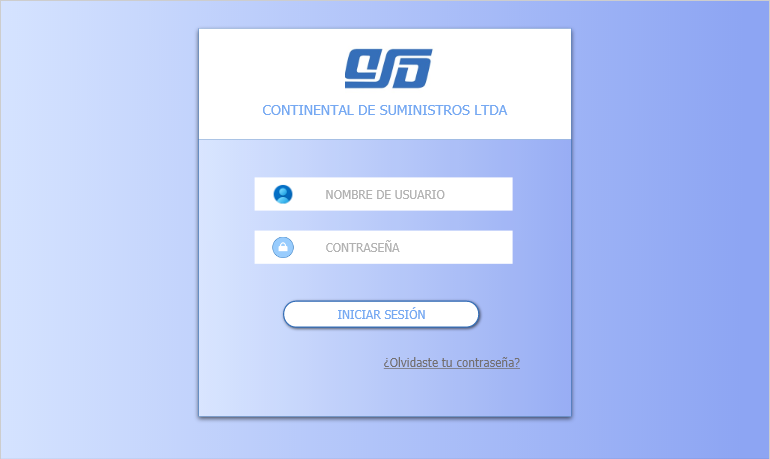 CONTINENTAL DE SUMINISTROS LTDA
NOMBRE DE USUARIO
CONTRASEÑA
INICIAR SESIÓN
¿Olvidaste tu contraseña?